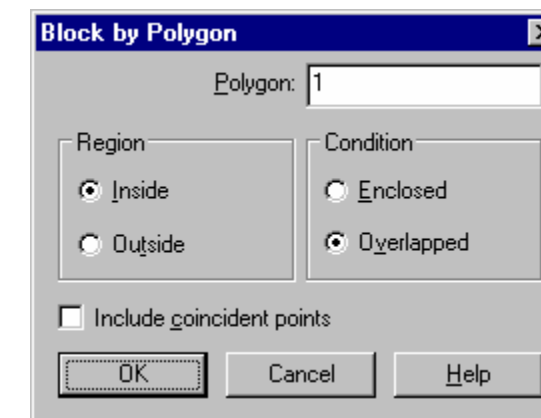 Block by Polygon
Polygon: 1
Region Condition
Inside Enclosed
Outside Overlapped
Include coincident points
OK Cancel Help